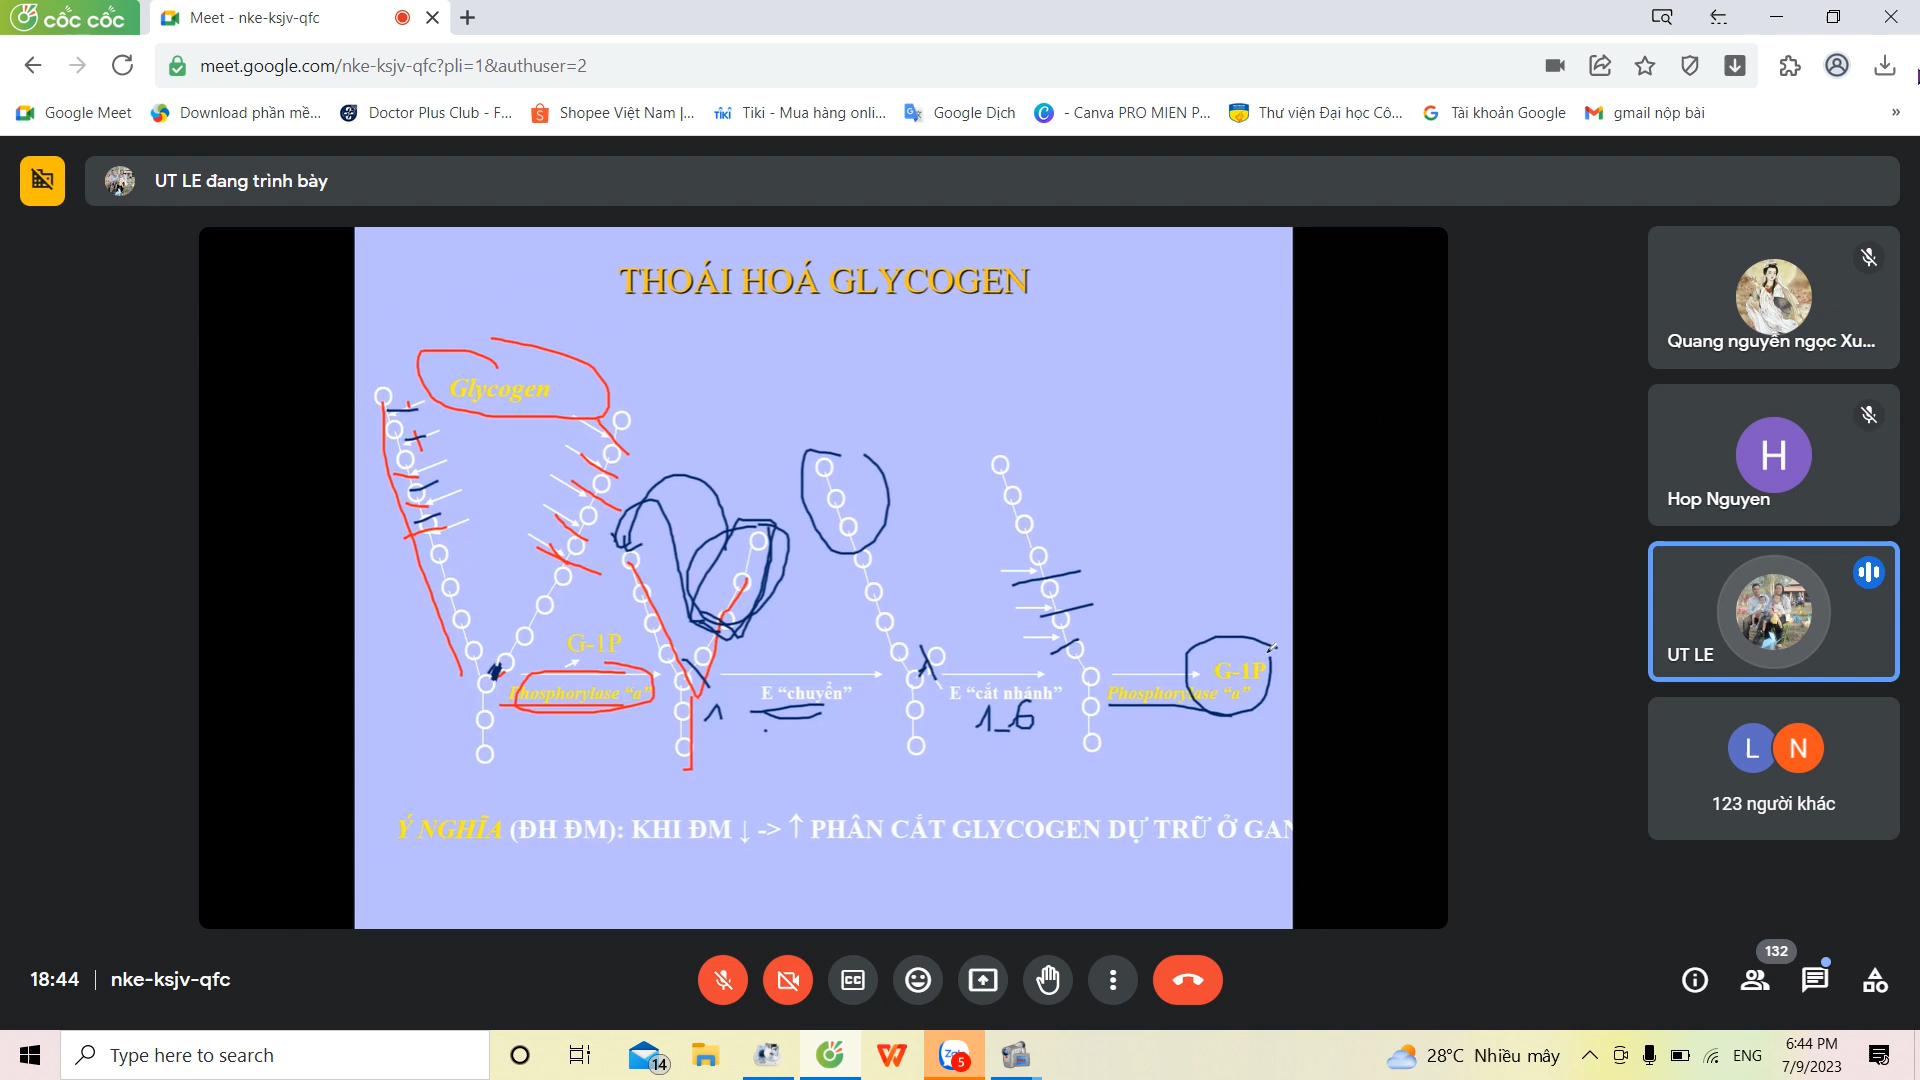 cốc cốc
Meet - nke-ksjv-qfc
meet.google.com/nke-ksjv-qfc?pli=1&authuser=2
Google Meet
Download phần mề...
Doctor Plus Club - F...
Shopee Việt Nam |...
TIKI
Tiki - Mua hàng onli...
Google Dịch
- Canva PRO MIEN P...
Thư viện Đại học Cô...
Tài khoản Google
gmail nộp bài
»
UT LE đang trình bày
THOÁI HOÁ GLYCOGEN
Glycogen
G-1P
Phosphorylase “a”
E “chuyển”
E “cắt nhánh”
G-1P
Phosphorylase “a”
1_6
Ý NGHĨA (ĐH ĐM): KHI ĐM ↓ -> ↑ PHÂN CẮT GLYCOGEN DỰ TRỮ Ở GAN
Quang nguyễn ngọc Xu...
H
Hop Nguyen
UT LE
L
N
123 người khác
18:44
nke-ksjv-qfc
132
Type here to search
14
5
28°C Nhiều mây
ENG
6:44 PM
7/9/2023